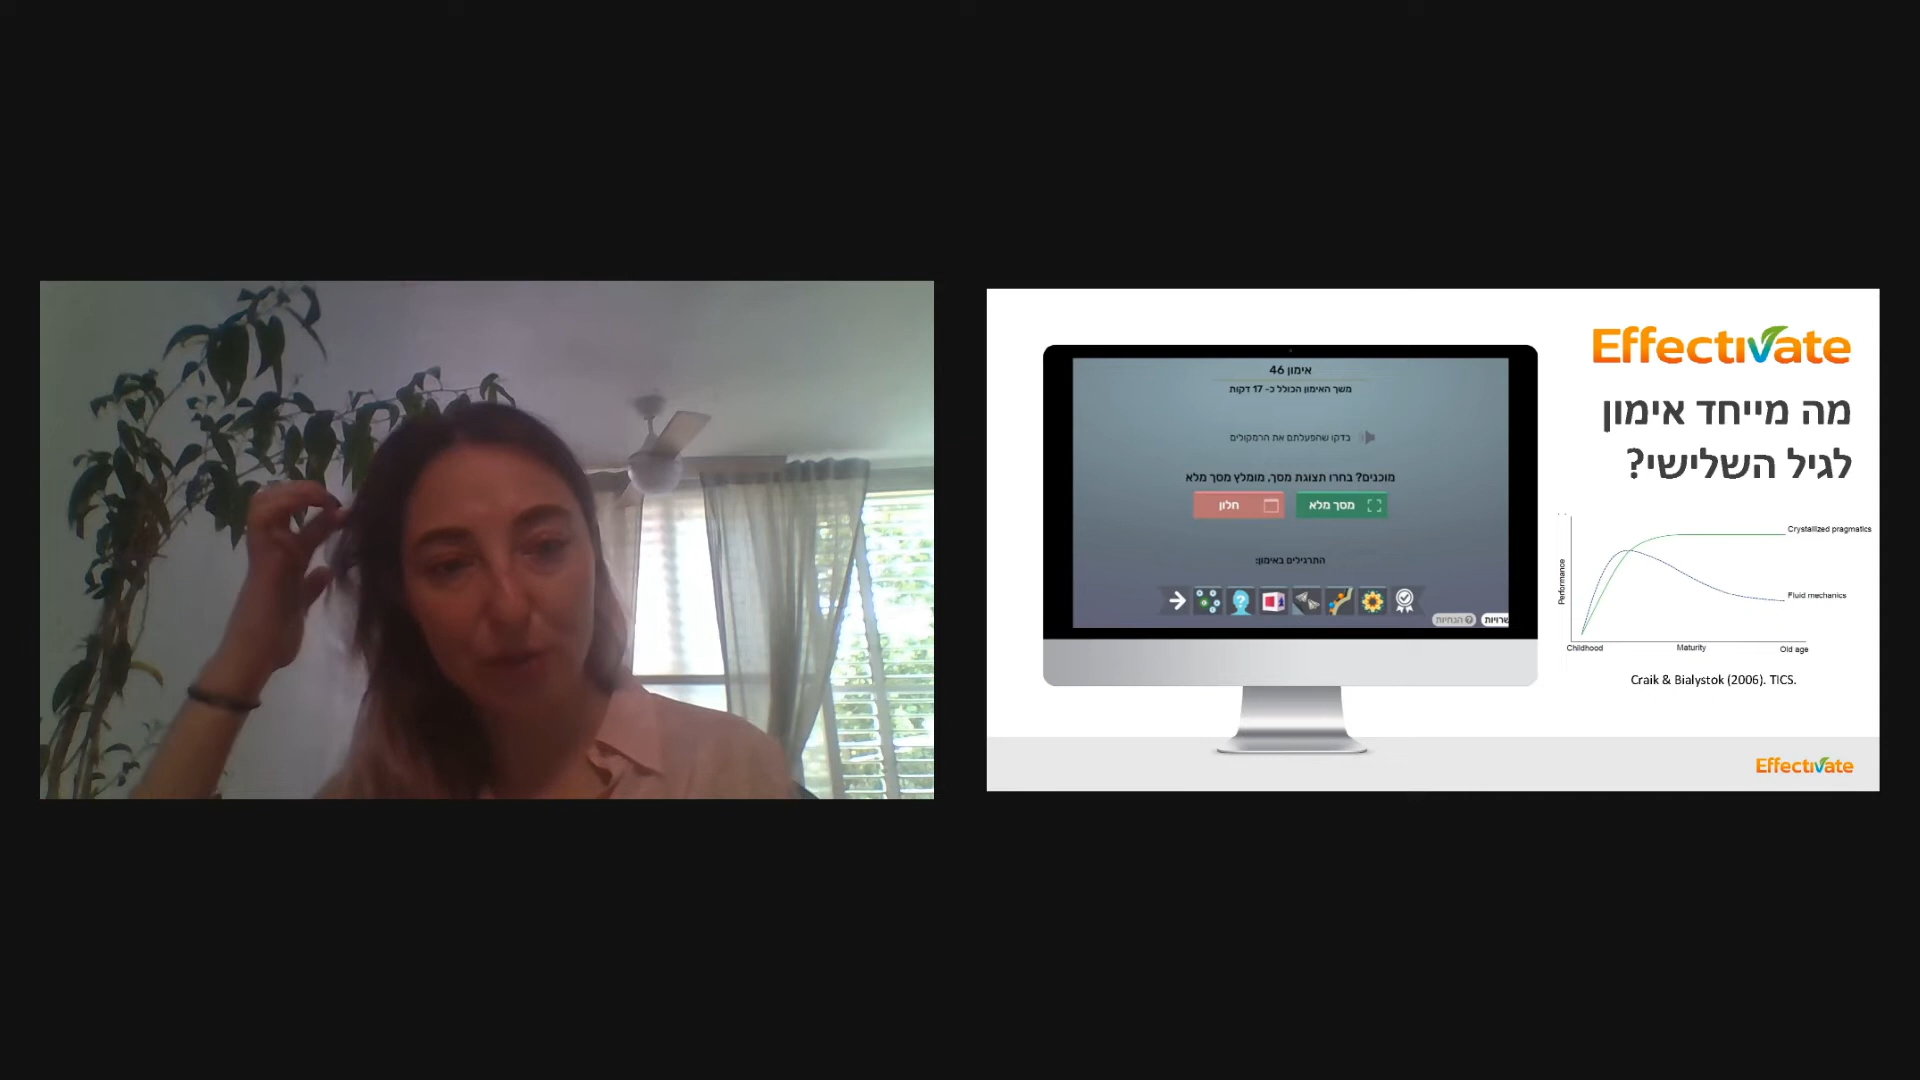 Effectivate
מה מייחד אימון
לגיל השלישי?
אימון 46
משך האימון הכולל כ- 17 דקות
בדקו שהפעלתם את הרמקולים
מוכנים? בחרו תצוגת מסך, מומלץ מסך מלא
מסך מלא
חלון
התרגילים באימון:
הנחיות
Crystallized pragmatics
Fluid mechanics
Performance
Childhood Maturity Old age
Craik & Bialystok (2006). TICS.
Effectivate